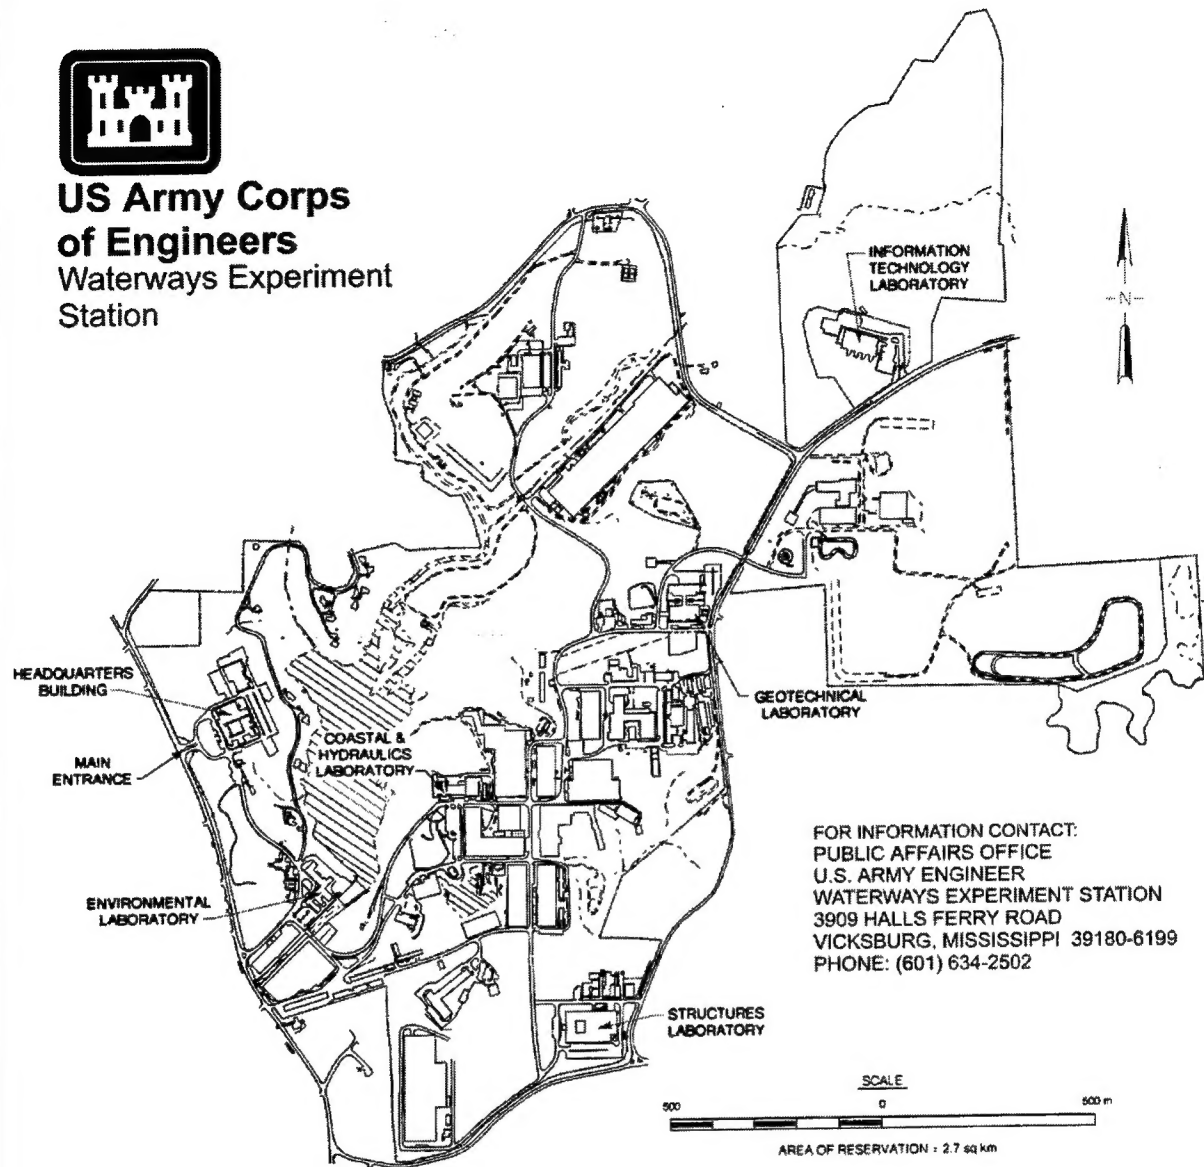 US Army Corps
of Engineers
Waterways Experiment
Station
INFORMATION
TECHNOLOGY
LABORATORY
N
HEADQUARTERS
BUILDING
MAIN
ENTRANCE
COASTAL &
HYDRAULICS
LABORATORY
GEOTECHNICAL
LABORATORY
ENVIRONMENTAL
LABORATORY
FOR INFORMATION CONTACT:
PUBLIC AFFAIRS OFFICE
U.S. ARMY ENGINEER
WATERWAYS EXPERIMENT STATION
3909 HALLS FERRY ROAD
VICKSBURG, MISSISSIPPI 39180-6199
PHONE: (601) 634-2502
STRUCTURES
LABORATORY
SCALE
500 0 500 m
AREA OF RESERVATION = 2.7 sq km